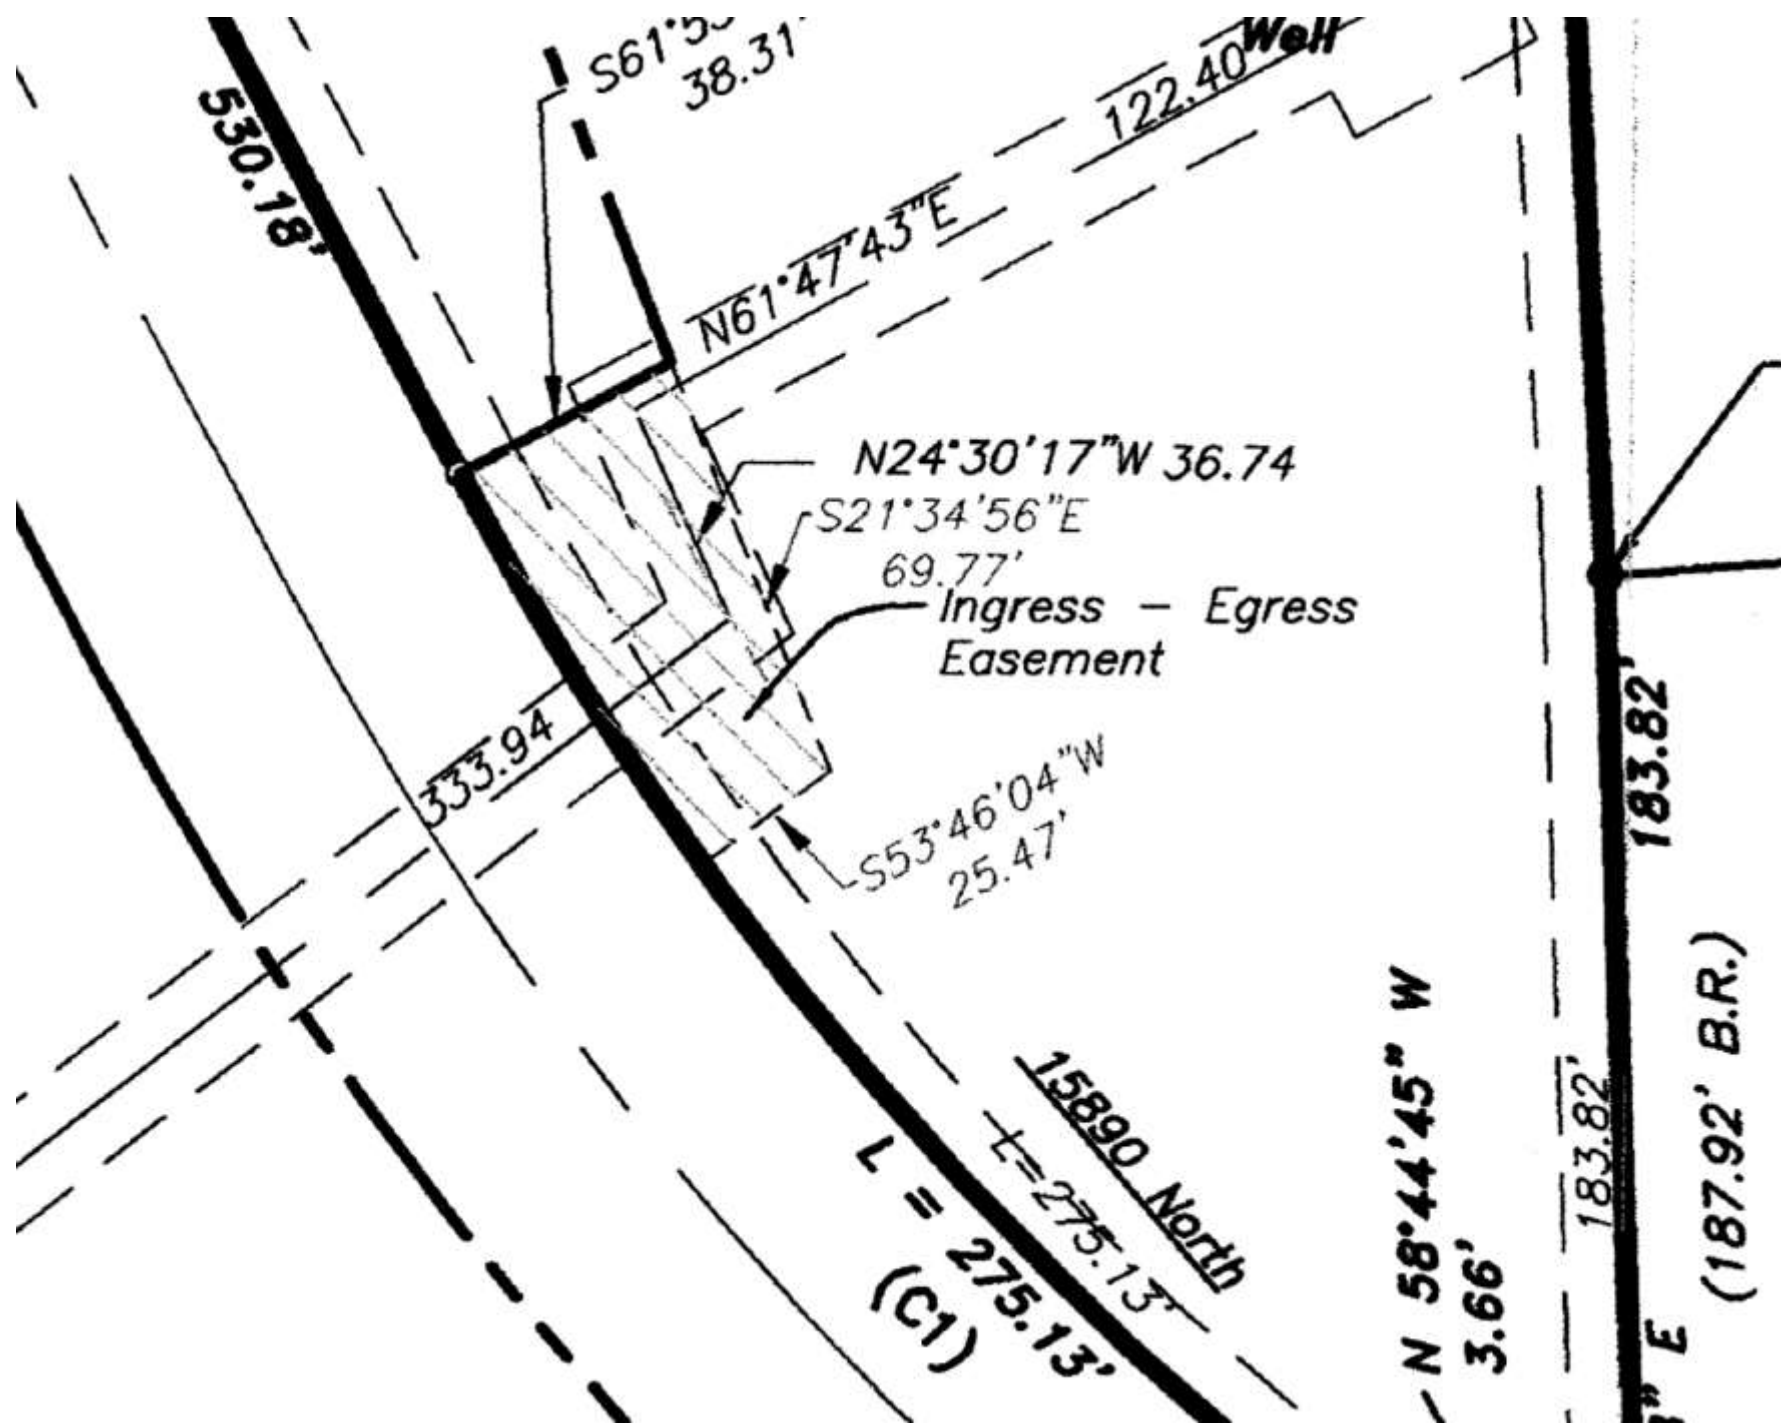 S61°53
38.31'
Well
122.40
530.18'
N61°47'43"E
N24°30'17"W 36.74
S21°34'56"E
69.77'
Ingress – Egress
Easement
333.94
S53°46'04"W
25.47'
183.82'
(187.92' B.R.)
183.82'
N 58°44'45" W
3.66'
15890 North
L=275.13'
L = 275.13'
(C1)
" E